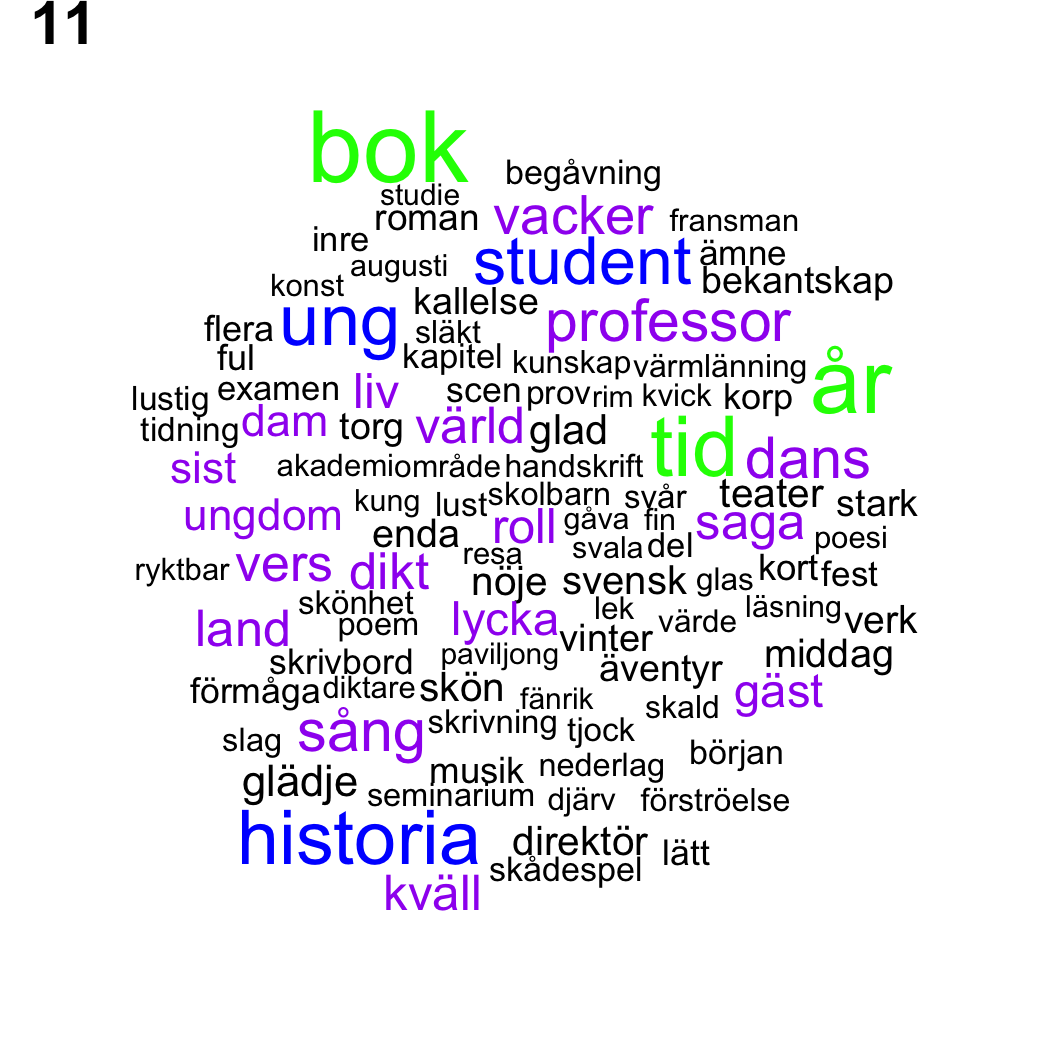 11
bok
begåvning
studie
roman vacker fransman
inre
student ämne
augusti
bekantskap
konst
kallelse
flera ung släkt professor
ful kapitel kunskap värmlänning
år
lustig examen liv scen prov rim kvick korp
tidning dam torg värld glad
tid dans
sist akademiområde handskrift
kung lust skolbarn svår teater stark
ungdom enda roll gåva fin saga poesi
resa svala del
ryktbar vers dikt nöje svensk glas kort fest
skönhet lek värde läsning verk
land poem lycka vinter
skrivbord paviljong äventyr middag
förmåga diktare skön fänrik skald gäst
slag sång skrivning tjock början
glädje musik nederlag
seminarium djärv förströelse
historia direktör lätt
skådespel
kväll